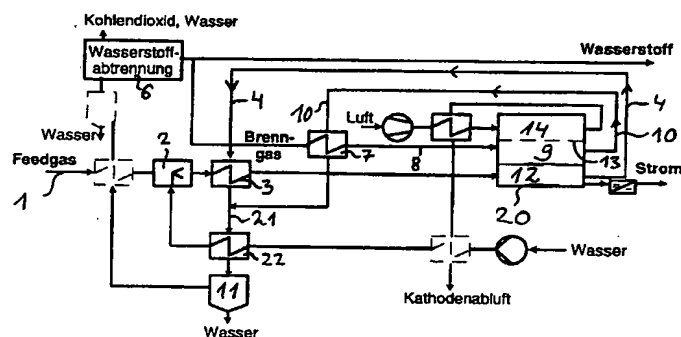 Kohlendioxid, Wasser
Wasserstoff-
abtrennung
6
Wasserstoff
4
10
Luft
14
4
10
Wasser
2
Brenn-
gas
7
8
9
13
Feedgas
1
3
12
Strom
20
21
22
Wasser
11
Kathodenabluft
Wasser